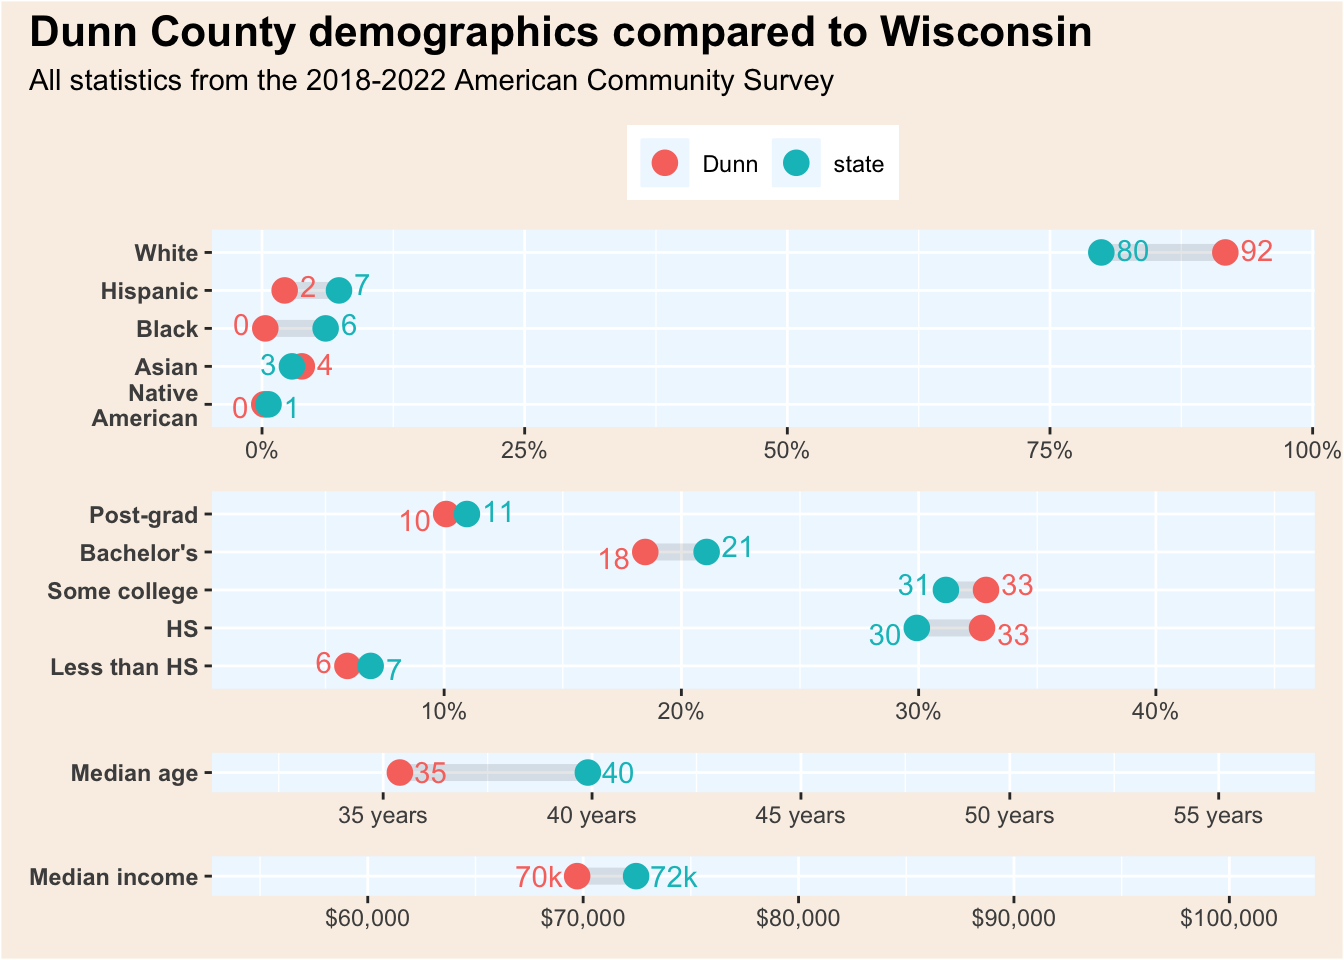 Dunn County demographics compared to Wisconsin
All statistics from the 2018-2022 American Community Survey
Dunn state
White 80 92
Hispanic 2 7
Black 0 6
Asian 3 4
Native
American 0 1
0% 25% 50% 75% 100%
Post-grad 10 11
Bachelor's 18 21
Some college 31 33
HS 30 33
Less than HS 6 7
10% 20% 30% 40%
Median age 35 40
35 years 40 years 45 years 50 years 55 years
Median income 70k 72k
$60,000 $70,000 $80,000 $90,000 $100,000